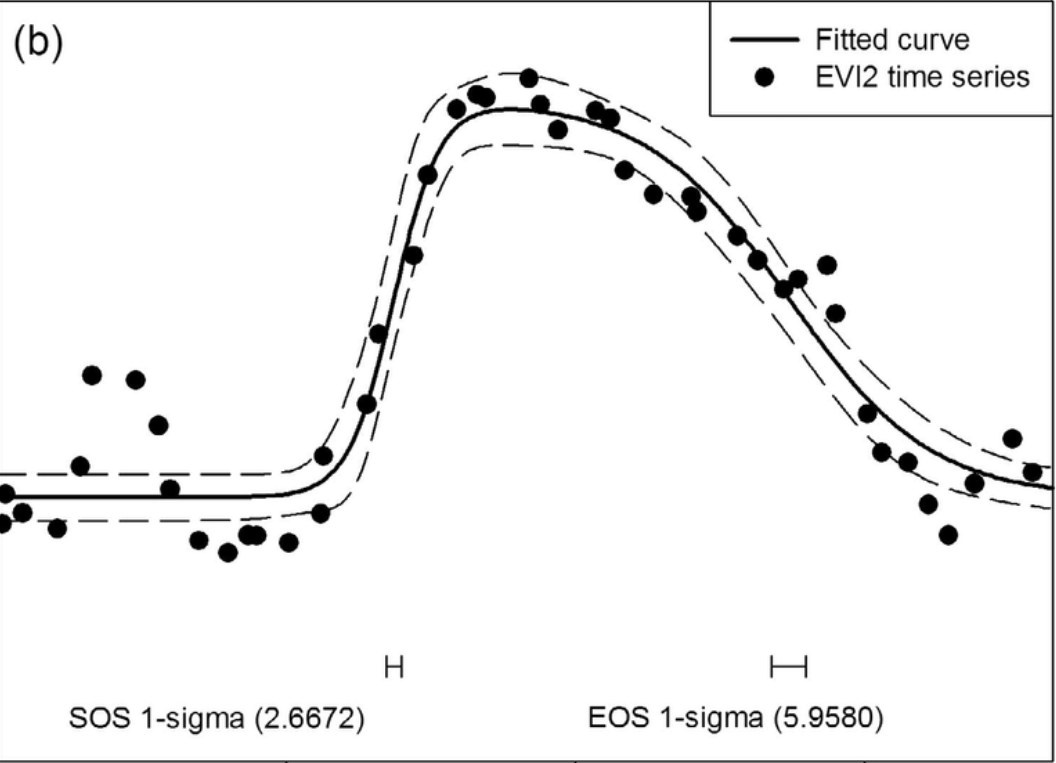 (b)
Fitted curve
EVI2 time series
SOS 1-sigma (2.6672)
EOS 1-sigma (5.9580)